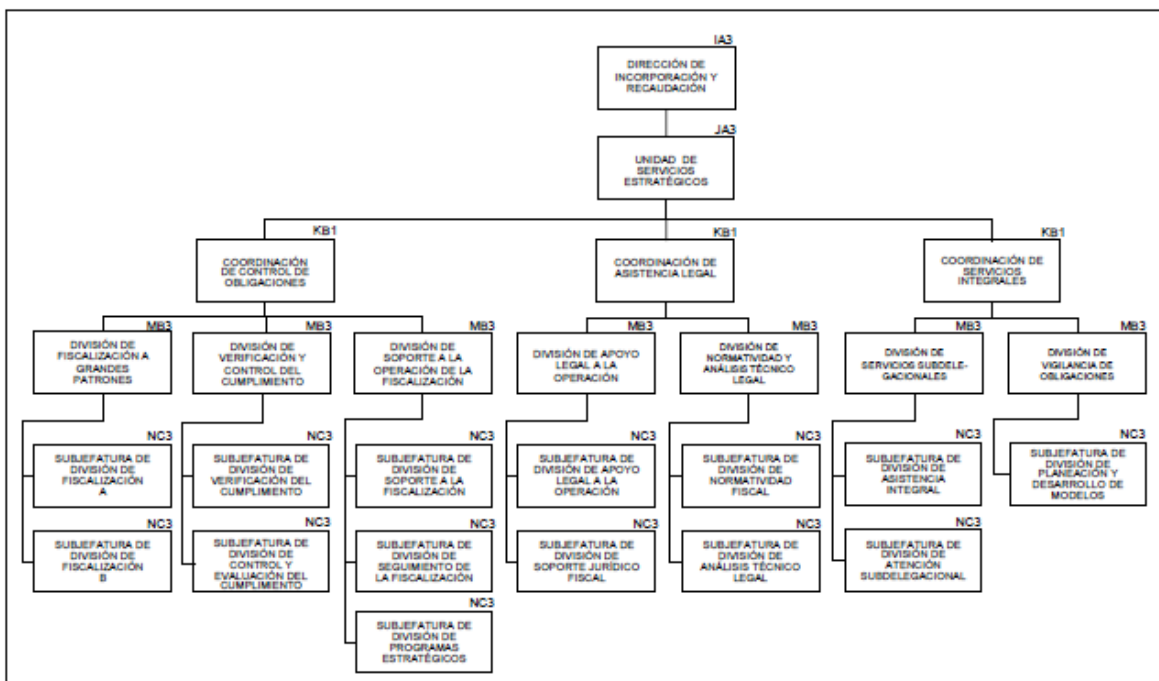 IA3
DIRECCIÓN DE
INCORPORACIÓN Y
RECAUDACIÓN
JA3
UNIDAD DE
SERVICIOS
ESTRATÉGICOS
KB1
COORDINACIÓN
DE CONTROL DE
OBLIGACIONES
KB1
COORDINACIÓN DE
ASISTENCIA LEGAL
KB1
COORDINACIÓN DE
SERVICIOS
INTEGRALES
MB3
DIVISIÓN DE
FISCALIZACIÓN A
GRANDES
PATRONES
MB3
DIVISIÓN DE
VERIFICACIÓN Y
CONTROL DEL
CUMPLIMIENTO
MB3
DIVISIÓN DE
SOPORTE A LA
OPERACIÓN DE LA
FISCALIZACIÓN
MB3
DIVISIÓN DE APOYO
LEGAL A LA
OPERACIÓN
MB3
DIVISIÓN DE
NORMATIVIDAD Y
ANÁLISIS TÉCNICO
LEGAL
MB3
DIVISIÓN DE
SERVICIOS SUBDELE-
GACIONALES
MB3
DIVISIÓN DE
VIGILANCIA DE
OBLIGACIONES
NC3
SUBJEFATURA DE
DIVISIÓN DE
FISCALIZACIÓN
A
NC3
SUBJEFATURA DE
DIVISIÓN DE
VERIFICACIÓN DEL
CUMPLIMIENTO
NC3
SUBJEFATURA DE
DIVISIÓN DE
SOPORTE A LA
FISCALIZACIÓN
NC3
SUBJEFATURA DE
DIVISIÓN DE APOYO
LEGAL A LA
OPERACIÓN
NC3
SUBJEFATURA DE
DIVISIÓN DE
NORMATIVIDAD
FISCAL
NC3
SUBJEFATURA DE
DIVISIÓN DE
ASISTENCIA
INTEGRAL
NC3
SUBJEFATURA DE
DIVISIÓN DE
PLANEACIÓN Y
DESARROLLO DE
MODELOS
NC3
SUBJEFATURA DE
DIVISIÓN DE
FISCALIZACIÓN
B
NC3
SUBJEFATURA DE
DIVISIÓN DE
CONTROL Y
EVALUACIÓN DEL
CUMPLIMIENTO
NC3
SUBJEFATURA DE
DIVISIÓN DE
SEGUIMIENTO DE
LA FISCALIZACIÓN
NC3
SUBJEFATURA DE
DIVISIÓN DE
SOPORTE JURÍDICO
FISCAL
NC3
SUBJEFATURA DE
DIVISIÓN DE
ANÁLISIS TÉCNICO
LEGAL
NC3
SUBJEFATURA DE
DIVISIÓN DE
ATENCIÓN
SUBDELEGACIONAL
NC3
SUBJEFATURA DE
DIVISIÓN DE
PROGRAMAS
ESTRATÉGICOS